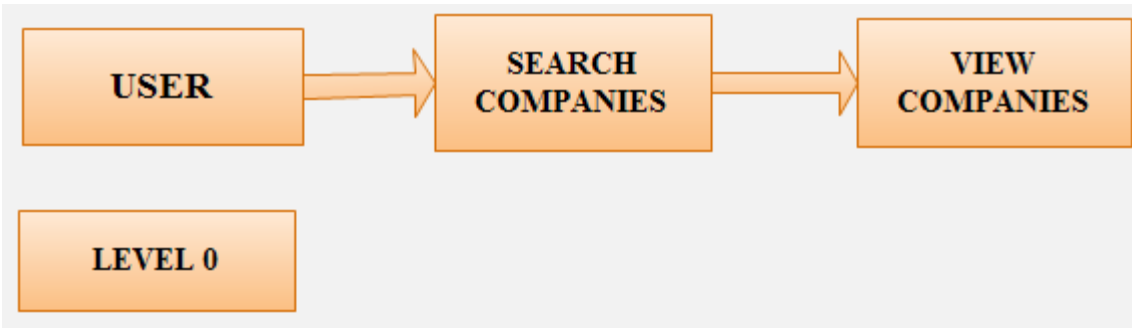 USER
SEARCH
COMPANIES
VIEW
COMPANIES
LEVEL 0